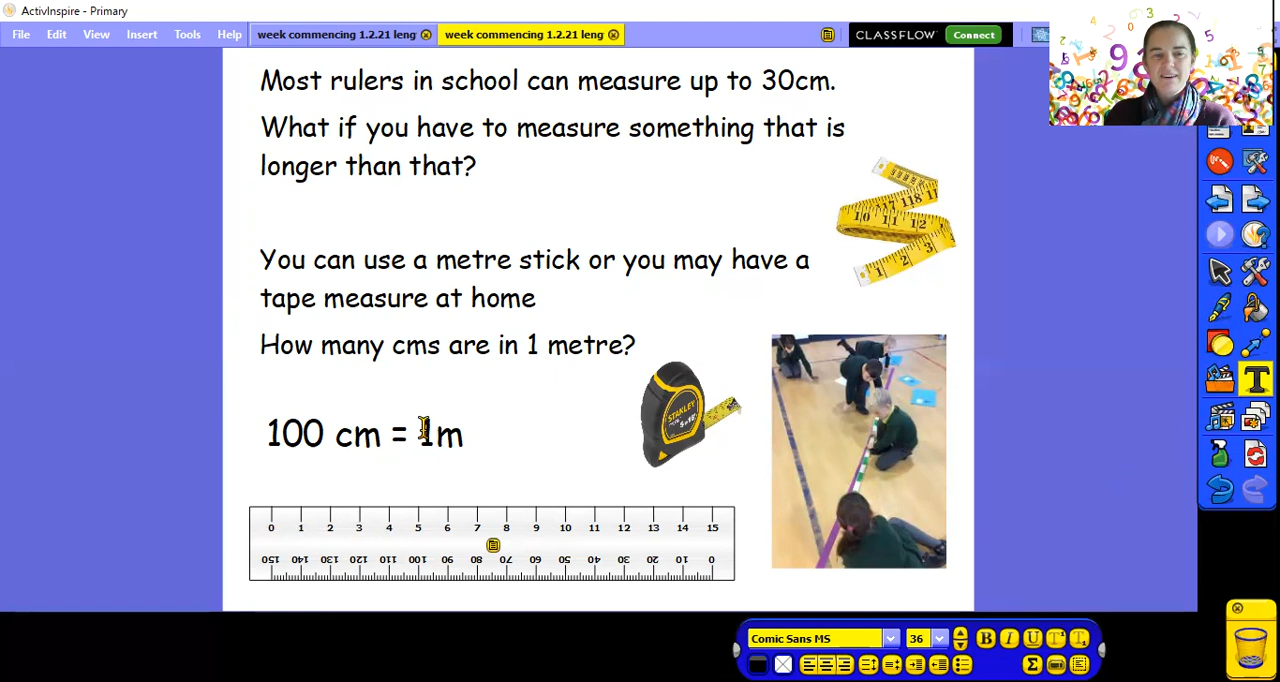 ActivInspire - Primary
File Edit View Insert Tools Help
week commencing 1.2.21 leng
week commencing 1.2.21 leng
CLASSFLOW Connect
Most rulers in school can measure up to 30cm.
What if you have to measure something that is
longer than that?
You can use a metre stick or you may have a
tape measure at home
How many cms are in 1 metre?
STANLEY
100 cm = 1m
0 1 2 3 4 5 6 7 8 9 10 11 12 13 14 15
150 140 130 120 110 100 90 80 70 60 50 40 30 20 10 0
Comic Sans MS 36
B I U